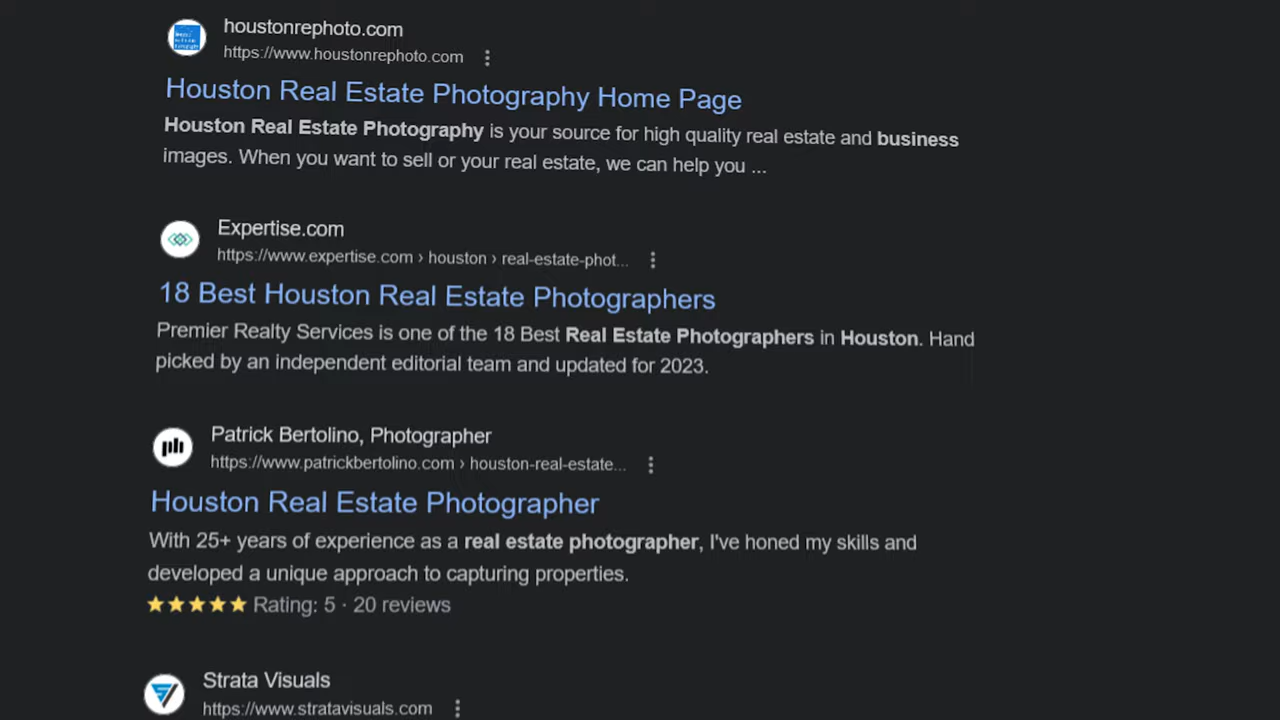 houstonrephoto.com
https://www.houstonrephoto.com
Houston Real Estate Photography Home Page
Houston Real Estate Photography is your source for high quality real estate and business
images. When you want to sell or your real estate, we can help you ...
Expertise.com
https://www.expertise.com › houston › real-estate-phot...
18 Best Houston Real Estate Photographers
Premier Realty Services is one of the 18 Best Real Estate Photographers in Houston. Hand
picked by an independent editorial team and updated for 2023.
Patrick Bertolino, Photographer
https://www.patrickbertolino.com › houston-real-estate...
Houston Real Estate Photographer
With 25+ years of experience as a real estate photographer, I've honed my skills and
developed a unique approach to capturing properties.
Rating: 5 · 20 reviews
Strata Visuals
https://www.stratavisuals.com